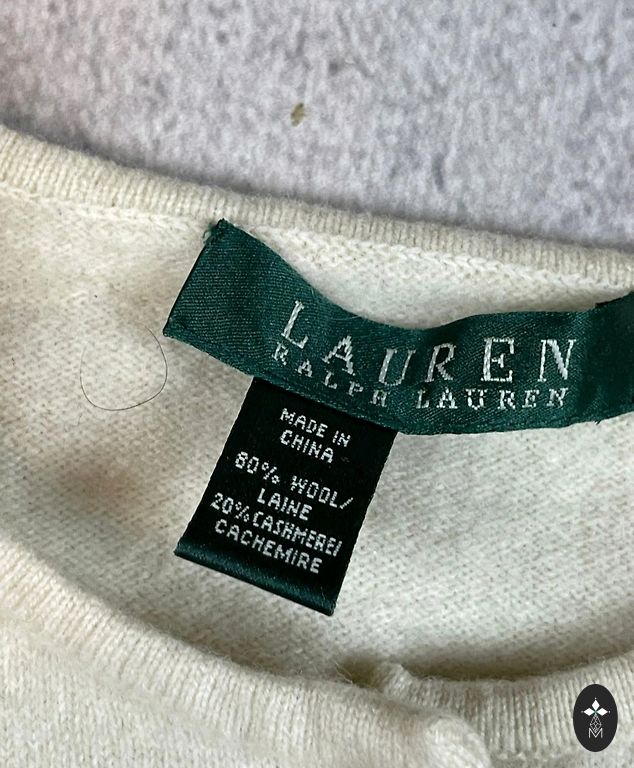 LAUREN
RALPH LAUREN
MADE IN
CHINA
80% WOOL/
LAINE
20% CASHMERE/
CACHEMIRE
M